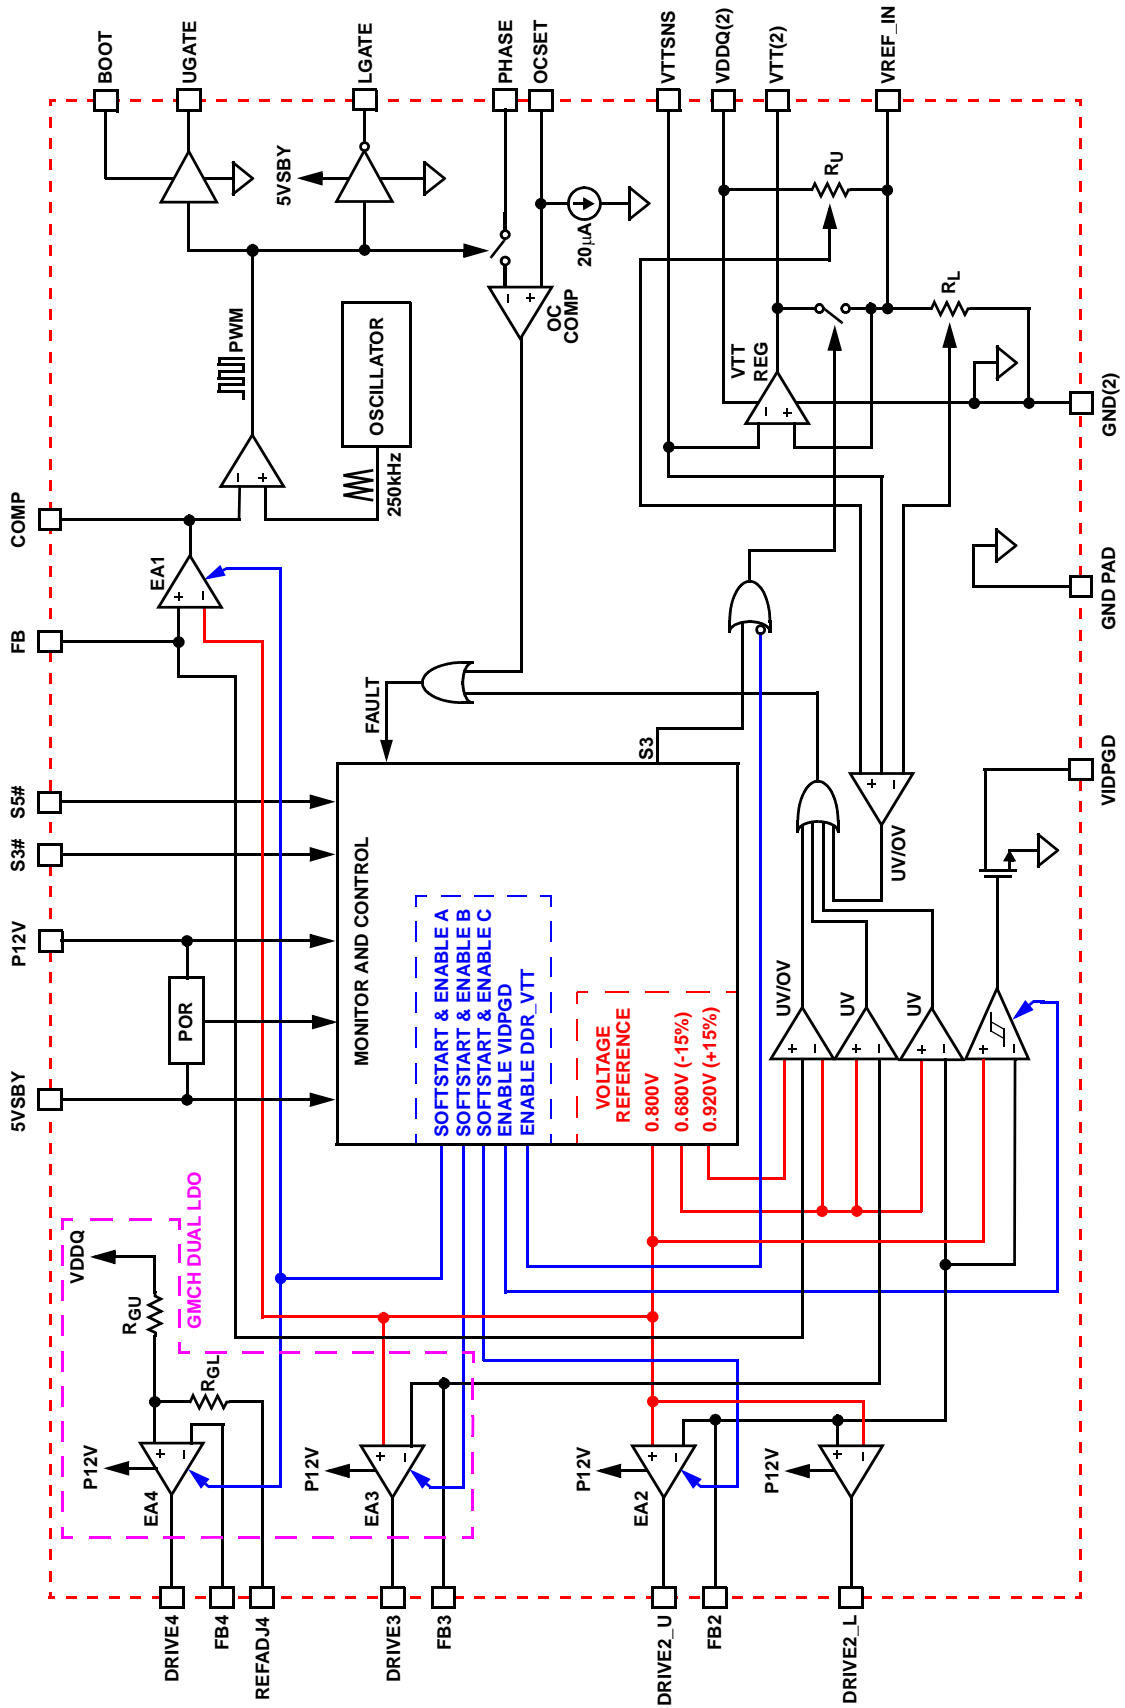 BOOT
UGATE
LGATE
PHASE
OCSET
VTTSNS
VDDQ(2)
VTT(2)
VREF_IN
5VSBY
20µA
RU
PWM
OSCILLATOR
250kHz
OC
COMP
+
−
VTT
REG
RL
GND(2)
COMP
EA1
FB
GND PAD
FAULT
S3
S5#
S3#
P12V
POR
5VSBY
MONITOR AND CONTROL
SOFTSTART & ENABLE A
SOFTSTART & ENABLE B
SOFTSTART & ENABLE C
ENABLE VIDPGD
ENABLE DDR_VTT
VOLTAGE
REFERENCE
0.800V
0.680V (-15%)
0.920V (+15%)
UV/OV
UV/OV
UV
UV
VIDPGD
VDDQ
GMCH DUAL LDO
RGU
RGL
P12V
EA4
P12V
EA3
P12V
EA2
P12V
DRIVE4
FB4
REFADJ4
DRIVE3
FB3
DRIVE2_U
FB2
DRIVE2_L